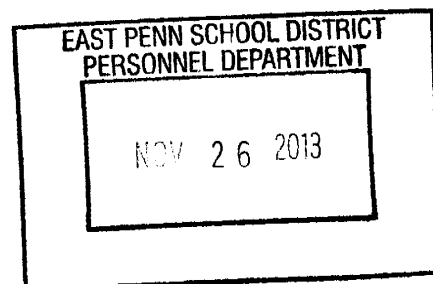 EAST PENN SCHOOL DISTRICT
PERSONNEL DEPARTMENT
NOV 26 2013